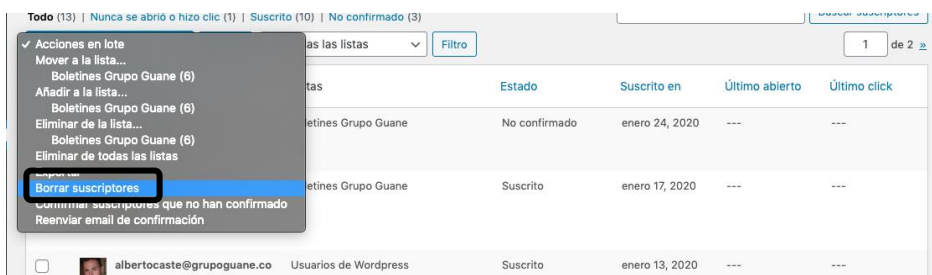 Todo (13) | Nunca se abrió o hizo clic (1) | Suscrito (10) | No confirmado (3)
Buscar suscriptores
✓ Acciones en lote
Mover a la lista...
Boletines Grupo Guane (6)
Añadir a la lista...
Boletines Grupo Guane (6)
Eliminar de la lista...
Boletines Grupo Guane (6)
Eliminar de todas las listas
Exportar
Borrar suscriptores
Confirmar suscriptores que no han confirmado
Reenviar email de confirmación
as las listas Filtro 1 de 2 »
tas Estado Suscrito en Último abierto Último click
letines Grupo Guane No confirmado enero 24, 2020 --- ---
letines Grupo Guane Suscrito enero 17, 2020 --- ---
albertocaste@grupoguane.co Usuarios de Wordpress Suscrito enero 13, 2020 --- ---